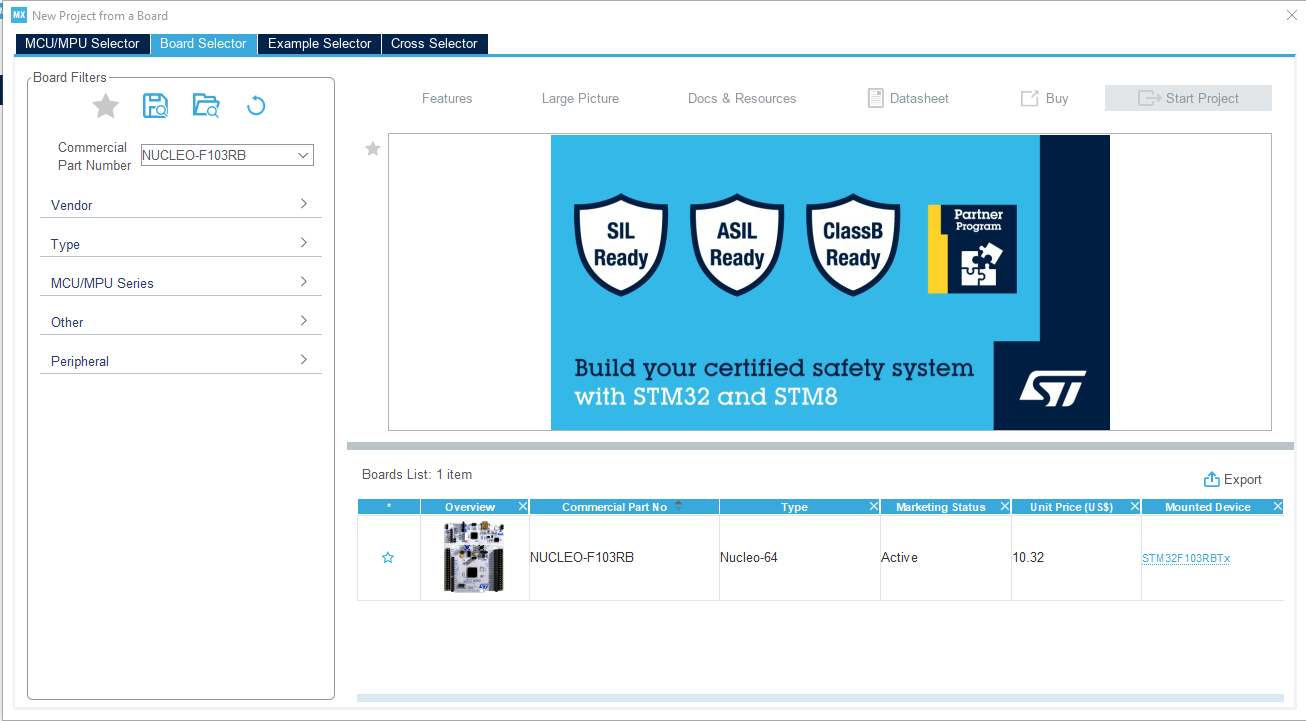 MX New Project from a Board
MCU/MPU Selector Board Selector Example Selector Cross Selector
Board Filters
Commercial
Part Number
NUCLEO-F103RB
Vendor
Type
MCU/MPU Series
Other
Peripheral
Features Large Picture Docs & Resources Datasheet Buy Start Project
SIL
Ready
ASIL
Ready
ClassB
Ready
Partner
Program
Build your certified safety system
with STM32 and STM8
ST
Boards List: 1 item
Export
* Overview Commercial Part No Type Marketing Status Unit Price (US$) Mounted Device
NUCLEO-F103RB Nucleo-64 Active 10.32 STM32F103RBTx